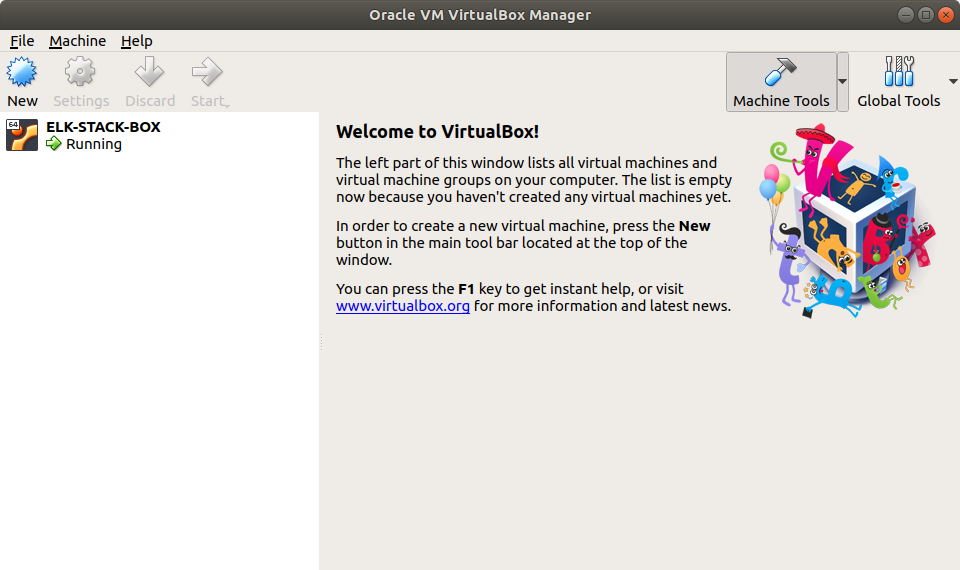 Oracle VM VirtualBox Manager
File Machine Help
New Settings Discard Start Machine Tools Global Tools
64
ELK-STACK-BOX
Running
Welcome to VirtualBox!
The left part of this window lists all virtual machines and
virtual machine groups on your computer. The list is empty
now because you haven't created any virtual machines yet.
In order to create a new virtual machine, press the New
button in the main tool bar located at the top of the
window.
You can press the F1 key to get instant help, or visit
www.virtualbox.org for more information and latest news.